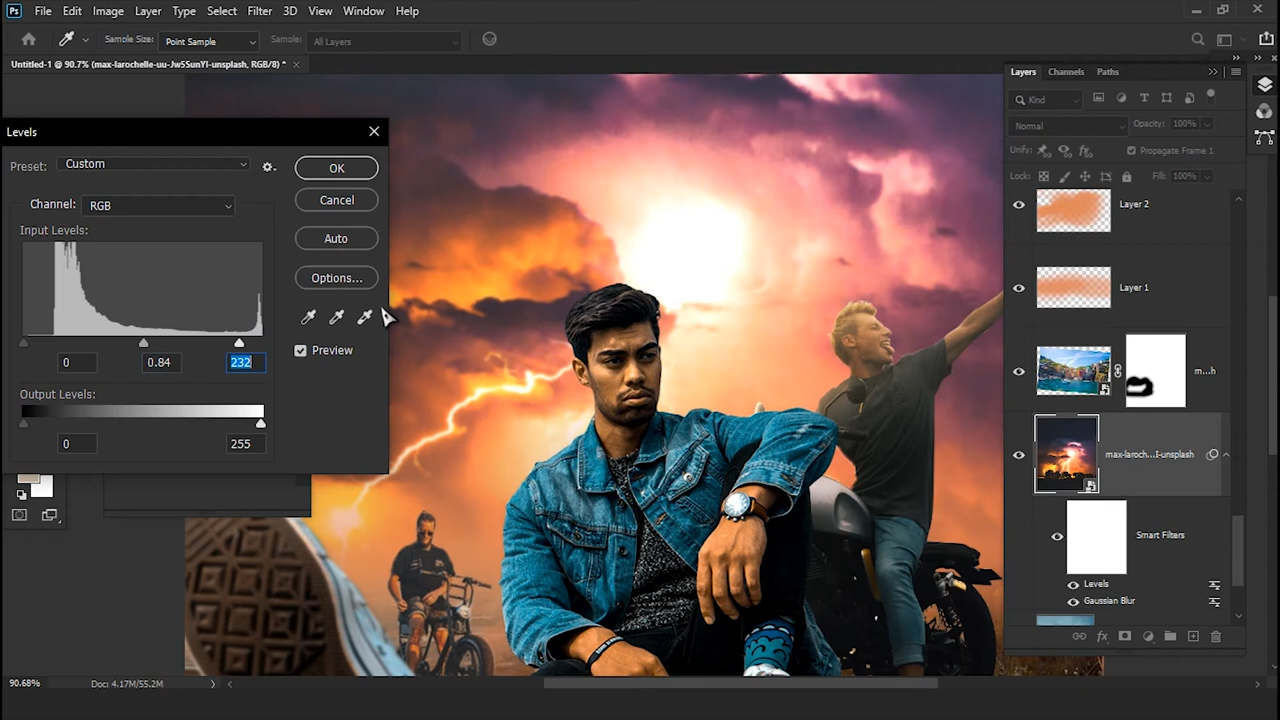 Ps File Edit Image Layer Type Select Filter 3D View Window Help
Sample Size: Point Sample Sample: All Layers
Untitled-1 @ 90.7% (max-larochelle-uu-Jw5SunYI-unsplash, RGB/8) *
Levels
Preset: Custom
OK
Channel: RGB
Cancel
Input Levels:
Auto
Options...
0 0.84 232
Preview
Output Levels:
0 255
Layers Channels Paths
Kind
Normal Opacity: 100%
Unify: Propagate Frame 1
Lock: Fill: 100%
Layer 2
Layer 1
m...h
max-laroch...I-unsplash
Smart Filters
Levels
Gaussian Blur
fx
90.68% Doc: 4.17M/55.2M